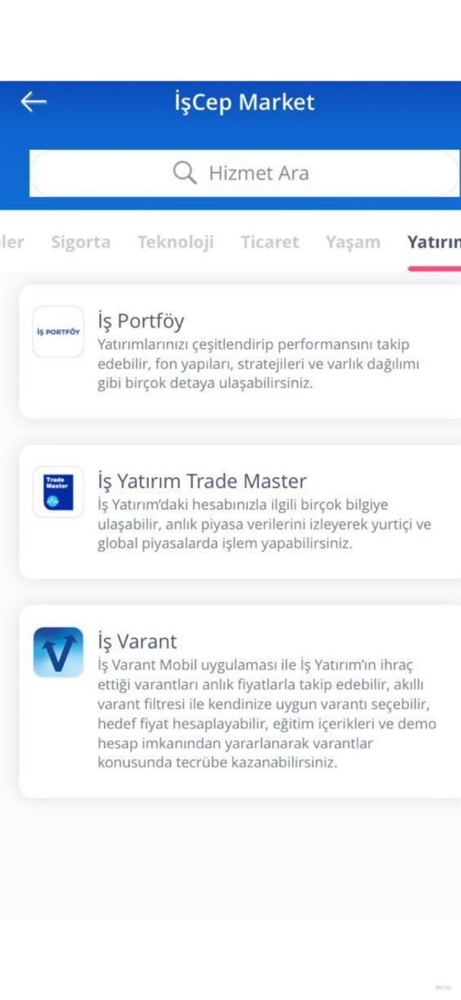 İşCep Market
Hizmet Ara
ler Sigorta Teknoloji Ticaret Yaşam Yatırım
İŞ PORTFÖY
İş Portföy
Yatırımlarınızı çeşitlendirip performansını takip
edebilir, fon yapıları, stratejileri ve varlık dağılımı
gibi birçok detaya ulaşabilirsiniz.
Trade
Master
İş Yatırım Trade Master
İş Yatırım'daki hesabınızla ilgili birçok bilgiye
ulaşabilir, anlık piyasa verilerini izleyerek yurtiçi ve
global piyasalarda işlem yapabilirsiniz.
İş Varant
İş Varant Mobil uygulaması ile İş Yatırım'ın ihraç
ettiği varantları anlık fiyatlarla takip edebilir, akıllı
varant filtresi ile kendinize uygun varantı seçebilir,
hedef fiyat hesaplayabilir, eğitim içerikleri ve demo
hesap imkanından yararlanarak varantlar
konusunda tecrübe kazanabilirsiniz.
miro